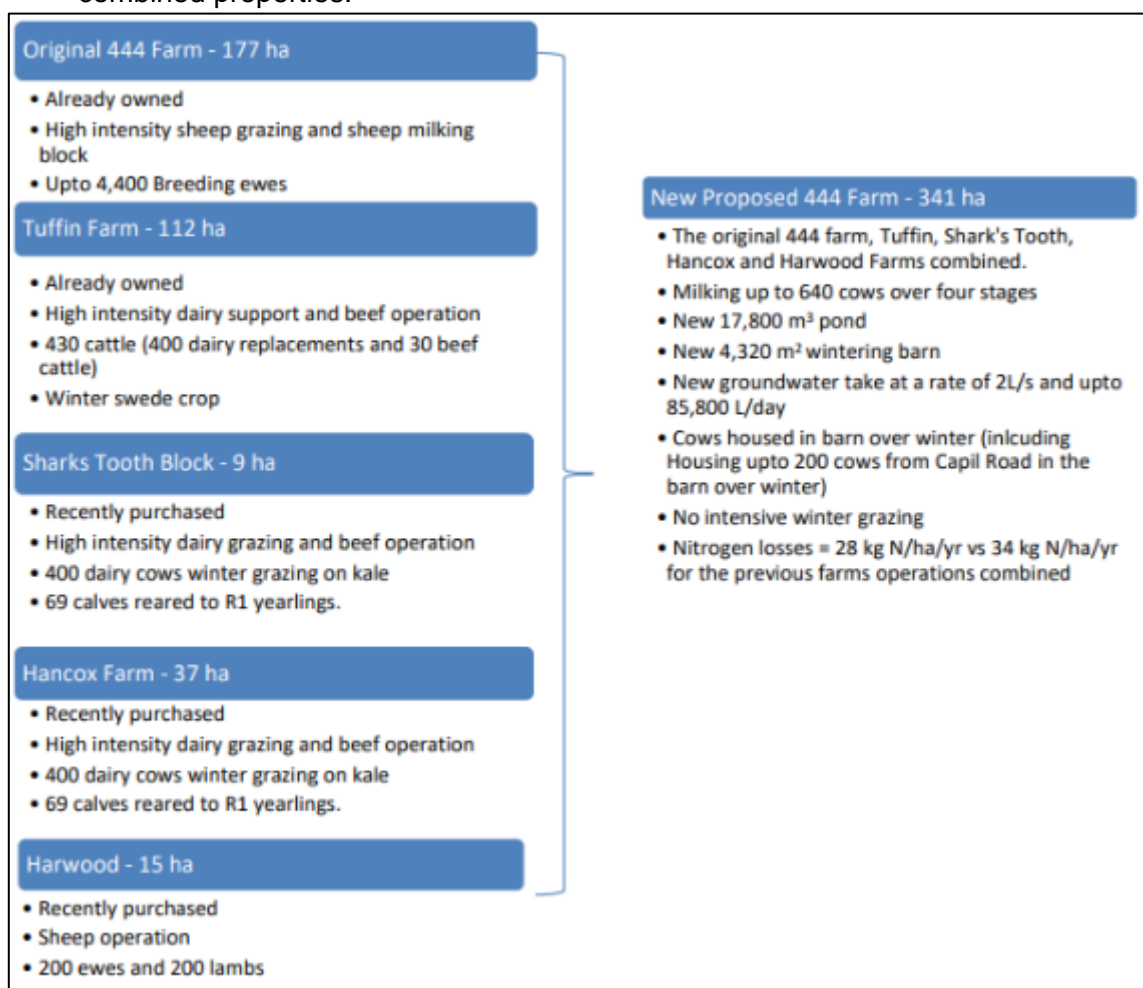 combined properties.
Original 444 Farm - 177 ha
• Already owned
• High intensity sheep grazing and sheep milking
block
• Upto 4,400 Breeding ewes
Tuffin Farm - 112 ha
• Already owned
• High intensity dairy support and beef operation
• 430 cattle (400 dairy replacements and 30 beef
cattle)
• Winter swede crop
Sharks Tooth Block - 9 ha
• Recently purchased
• High intensity dairy grazing and beef operation
• 400 dairy cows winter grazing on kale
• 69 calves reared to R1 yearlings.
Hancox Farm - 37 ha
• Recently purchased
• High intensity dairy grazing and beef operation
• 400 dairy cows winter grazing on kale
• 69 calves reared to R1 yearlings.
Harwood - 15 ha
• Recently purchased
• Sheep operation
• 200 ewes and 200 lambs
New Proposed 444 Farm - 341 ha
• The original 444 farm, Tuffin, Shark's Tooth,
Hancox and Harwood Farms combined.
• Milking up to 640 cows over four stages
• New 17,800 m³ pond
• New 4,320 m² wintering barn
• New groundwater take at a rate of 2L/s and upto
85,800 L/day
• Cows housed in barn over winter (inlcuding
Housing upto 200 cows from Capil Road in the
barn over winter)
• No intensive winter grazing
• Nitrogen losses = 28 kg N/ha/yr vs 34 kg N/ha/yr
for the previous farms operations combined